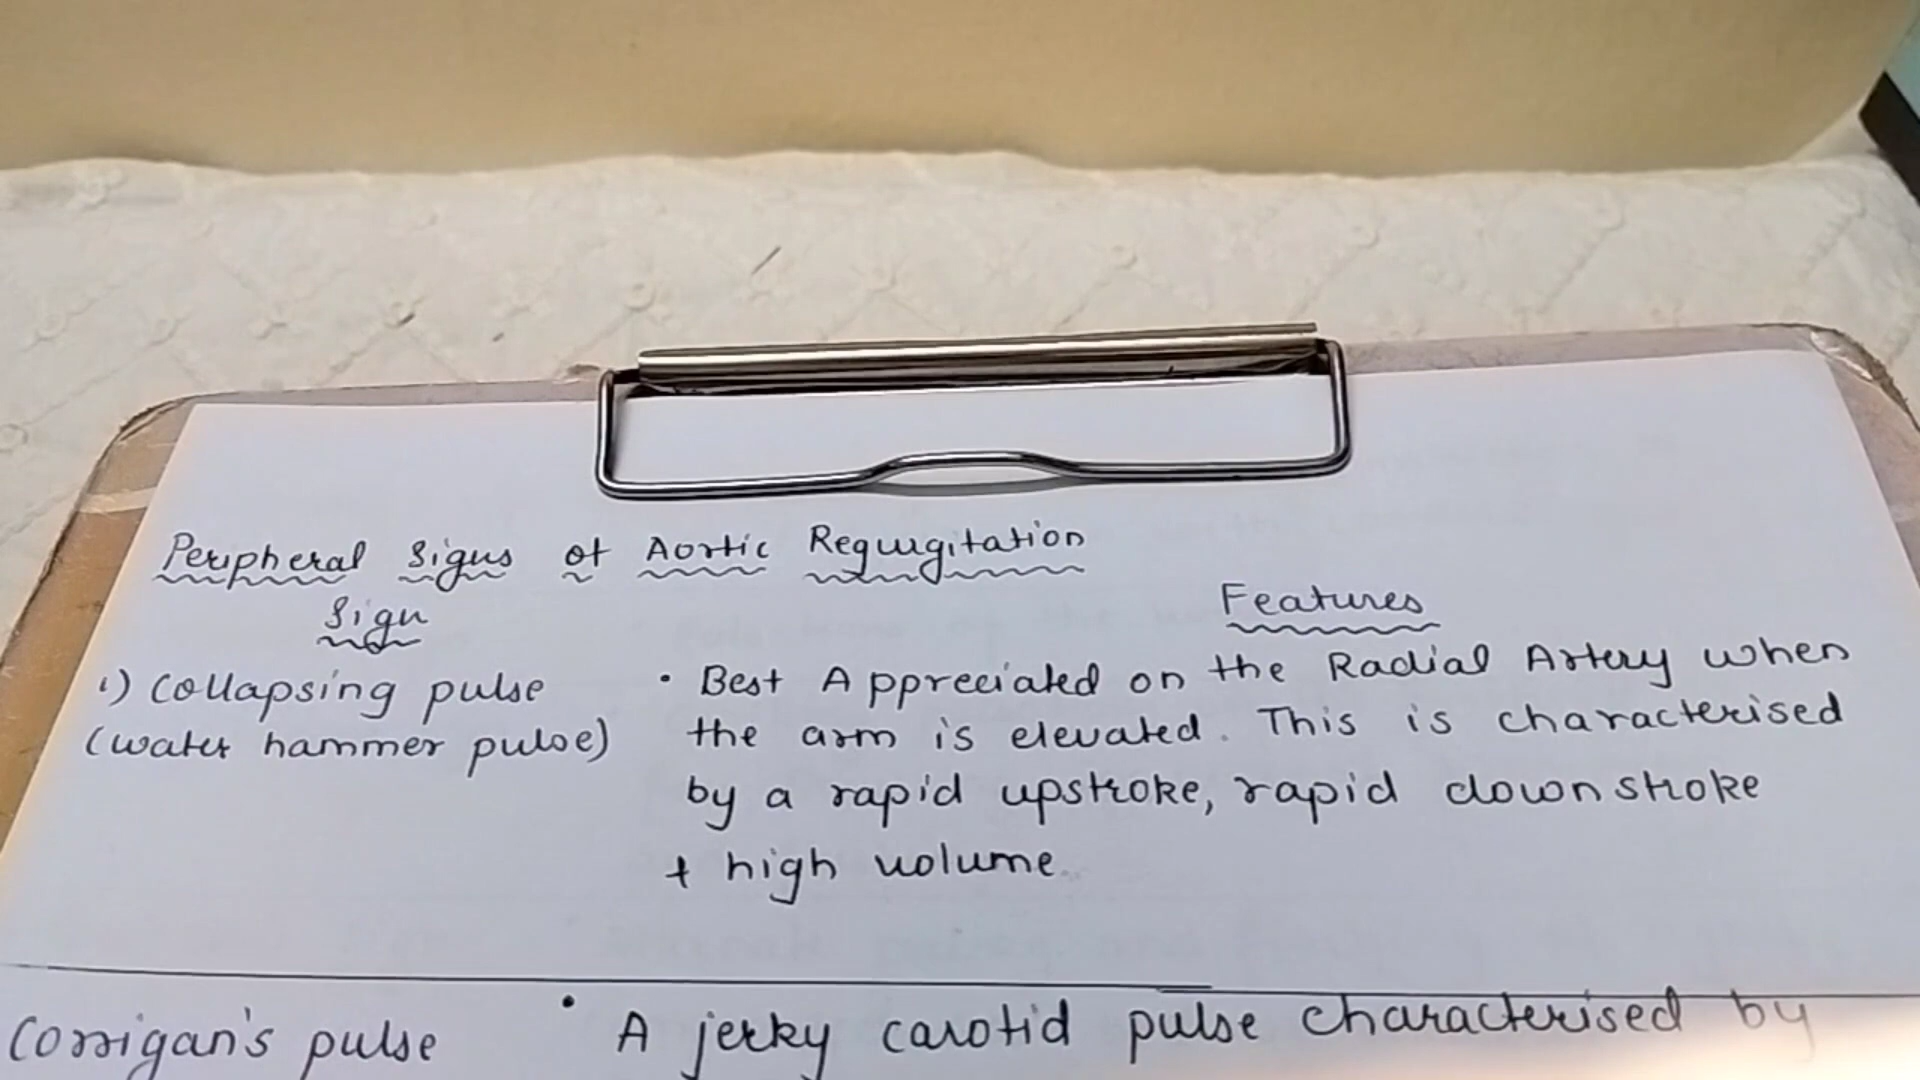 Peripheral Signs of Aortic Regurgitation
Sign Features
1) Collapsing pulse • Best Appreciated on the Radial Artery when
(water hammer pulse) the arm is elevated. This is characterised
by a rapid upstroke, rapid downstroke
+ high volume.
Corrigan's pulse • A jerky carotid pulse characterised by